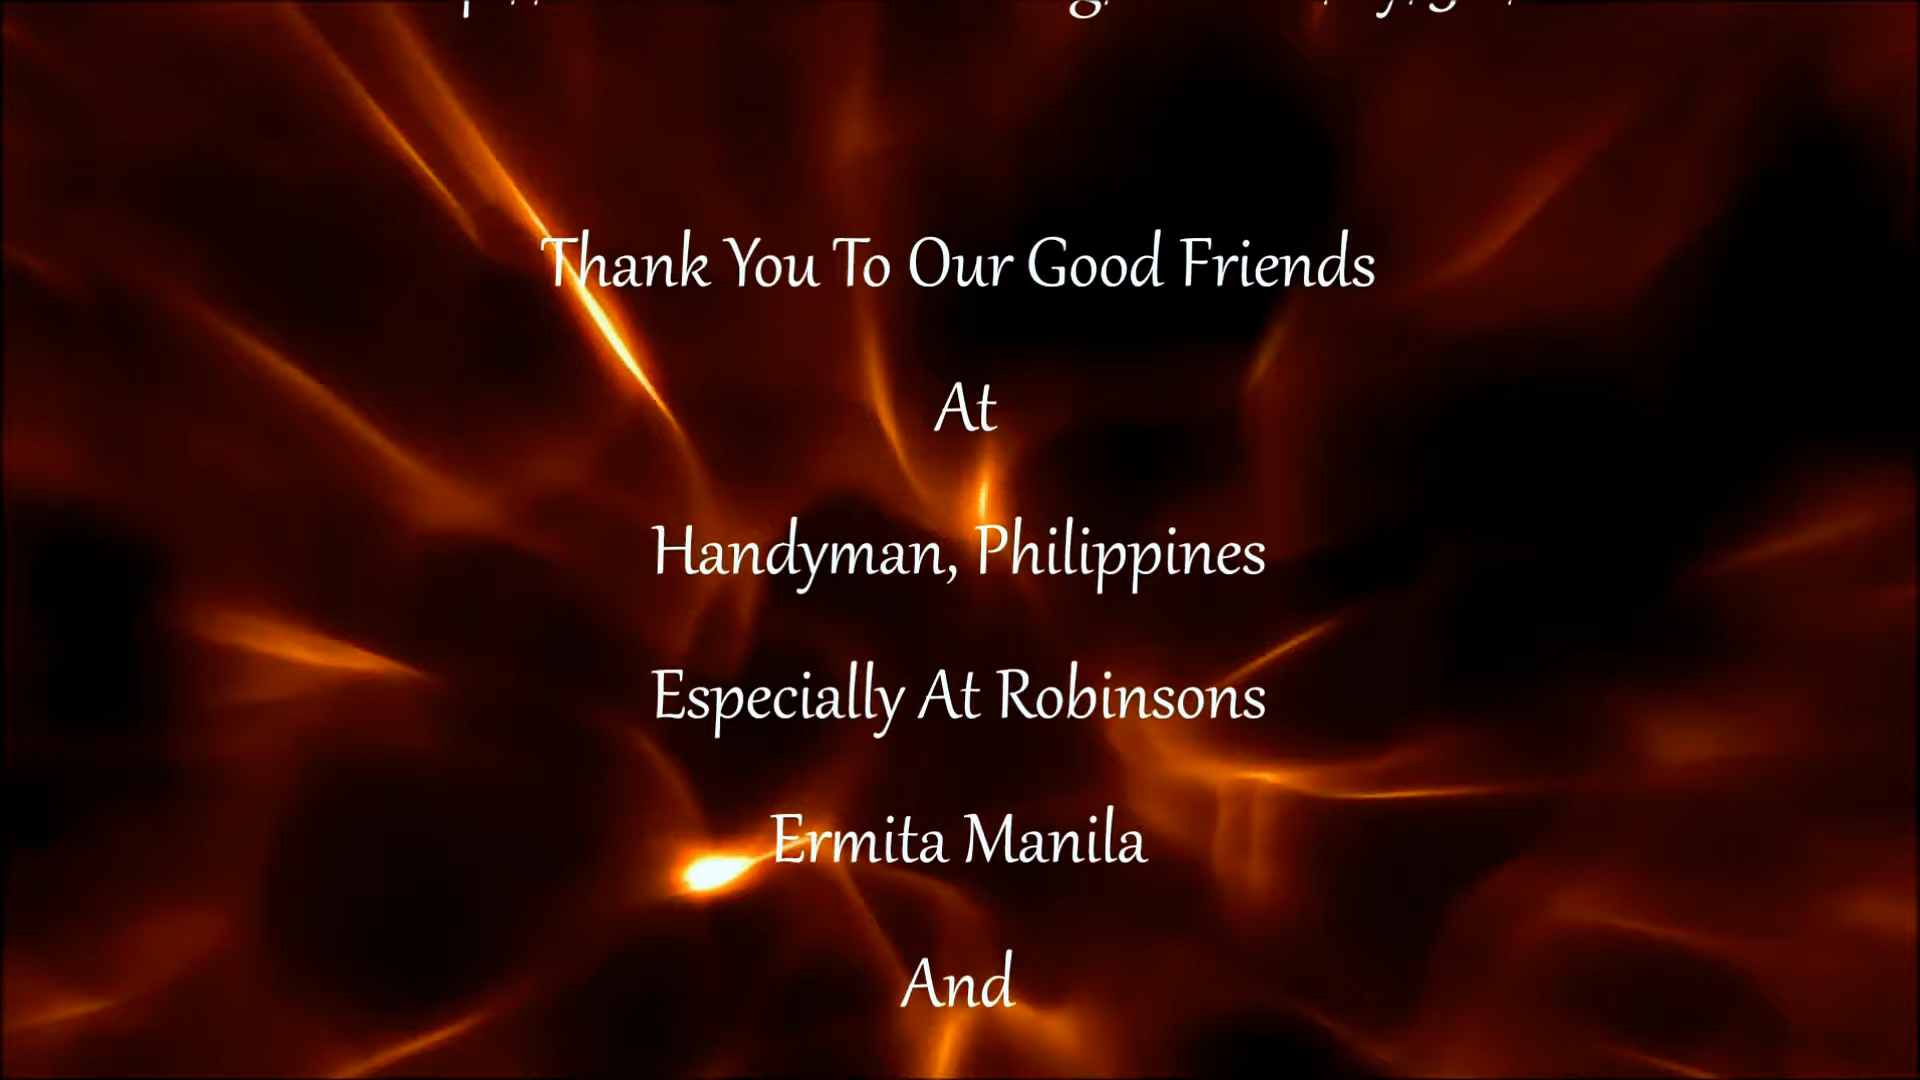 Thank You To Our Good Friends
At
Handyman, Philippines
Especially At Robinsons
Ermita Manila
And